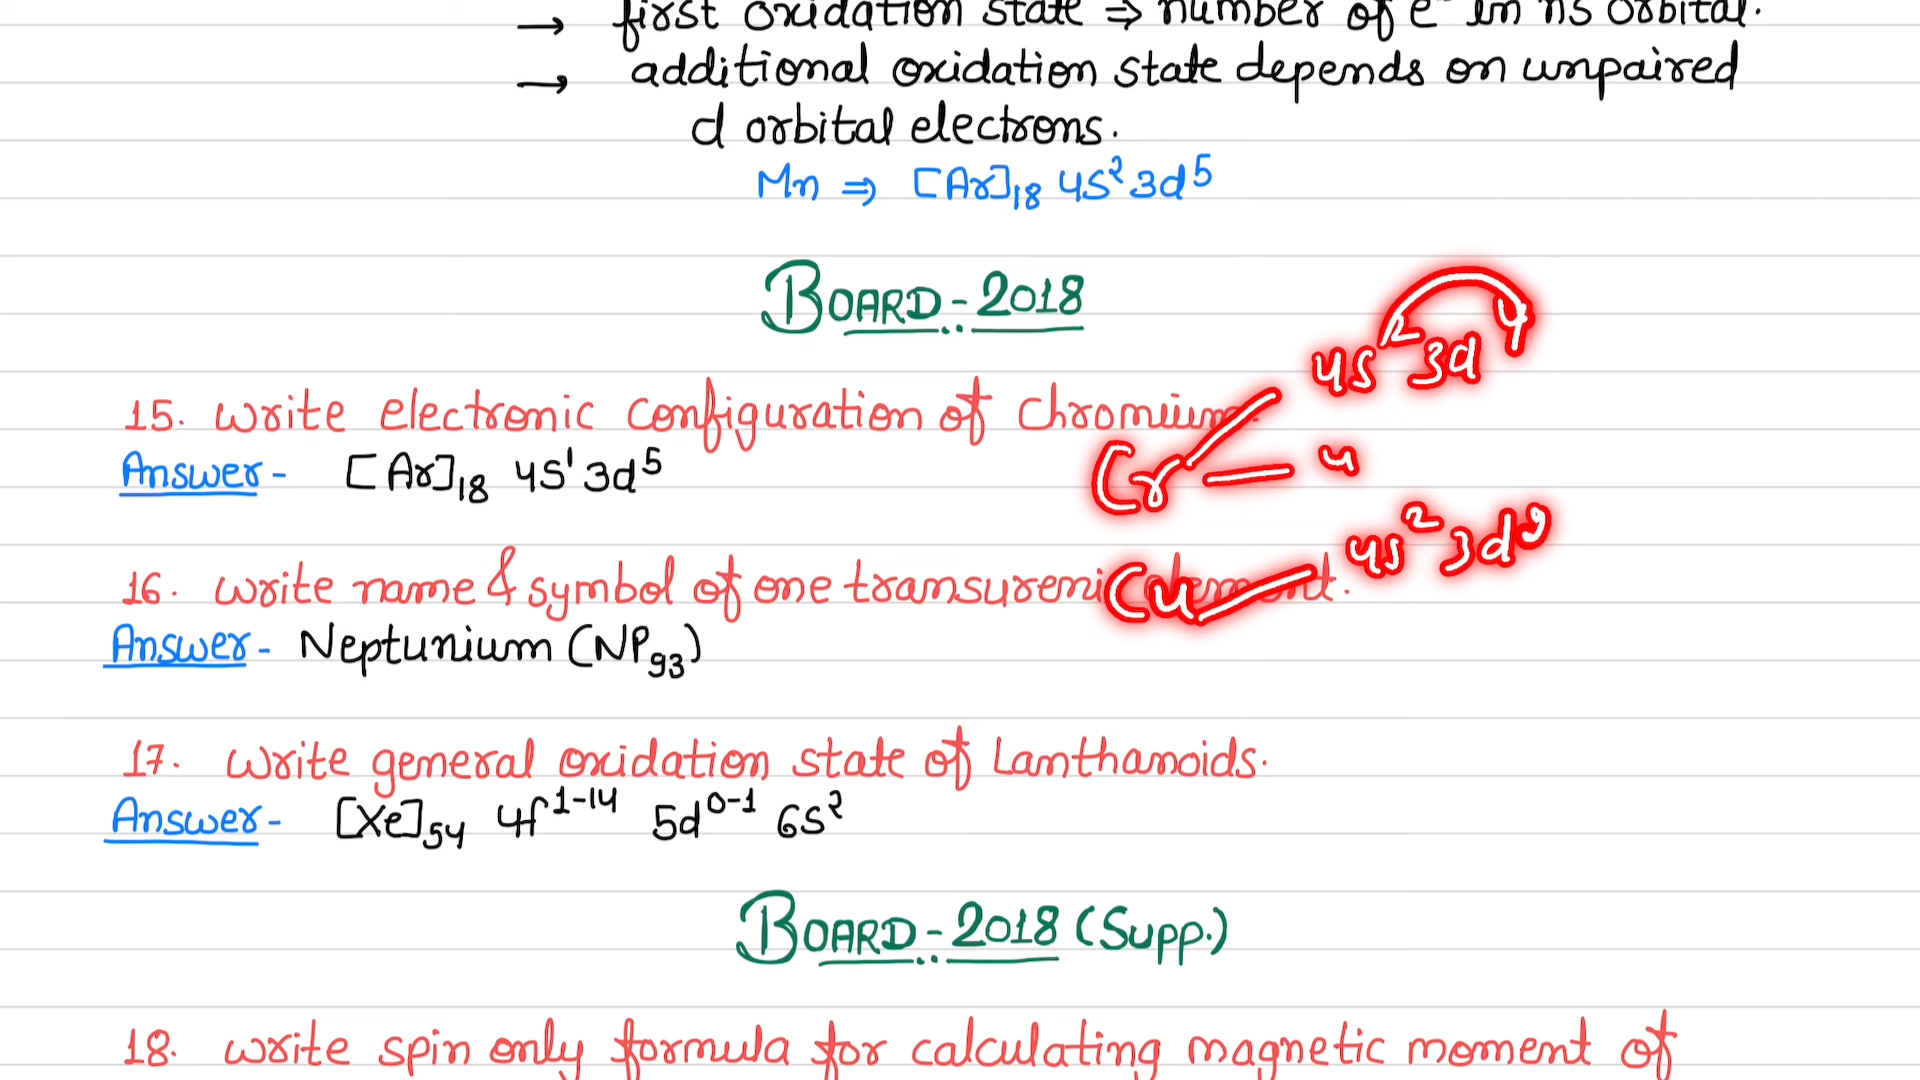 → first oxidation state ⇒ number of e⁻ in ns orbital.
→ additional oxidation state depends on unpaired
d orbital electrons.
Mn ⇒ [Ar]₁₈ 4s² 3d⁵
BOARD - 2018
15. Write electronic configuration of Chromium.
Answer - [Ar]₁₈ 4s¹ 3d⁵
Cr 4s² 3d⁴
4
16. Write name & symbol of one transurenic element.
Answer - Neptunium (NP₉₃)
Cu 4s² 3d⁹
17. Write general oxidation state of Lanthanoids.
Answer - [Xe]₅₄ 4f¹⁻¹⁴ 5d⁰⁻¹ 6s²
BOARD - 2018 (Supp.)
18. Write spin only formula for calculating magnetic moment of